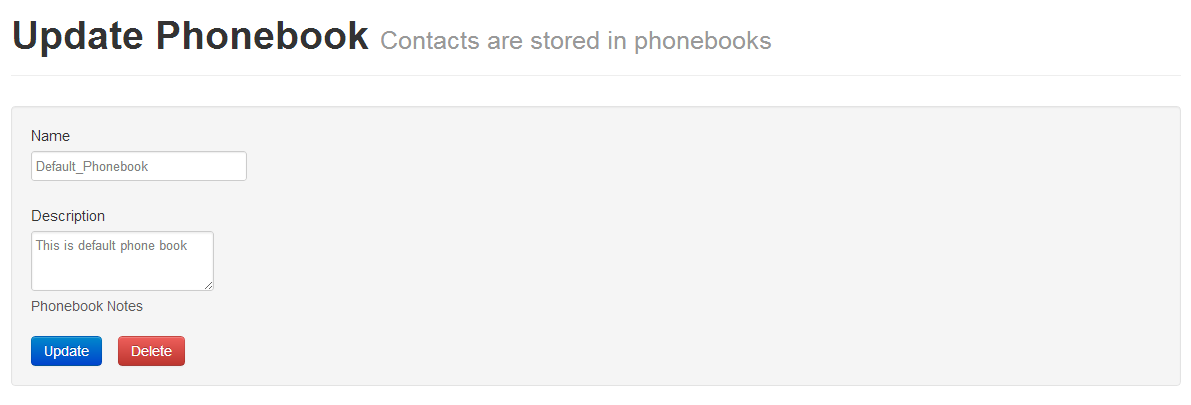 Update Phonebook Contacts are stored in phonebooks
Name
Default_Phonebook
Description
This is default phone book
Phonebook Notes
Update Delete